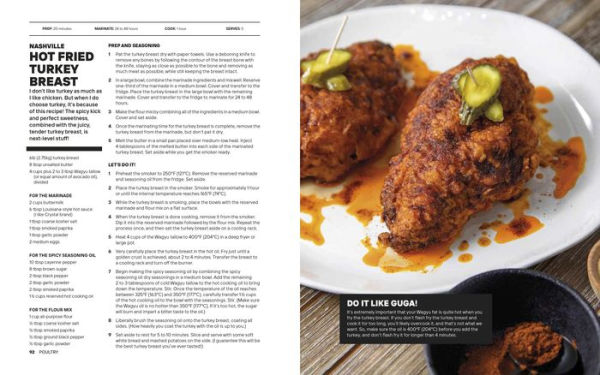 PREP: 20 minutes MARINATE: 24 to 48 hours COOK: 1 hour SERVES: 5
NASHVILLE
HOT FRIED
TURKEY
BREAST
I don't like turkey as much as
I like chicken. But when I do
choose turkey, it's because
of this recipe! The spicy kick
and perfect sweetness,
combined with the juicy,
tender turkey breast, is
next-level stuff!
turkey breast
8 tbsp unsalted butter
4 cups plus 2 to 3 tbsp Wagyu tallow
(or equal amount of avocado oil),
divided
FOR THE MARINADE
2 cups buttermilk
6 tbsp Louisiana-style hot sauce
(like Crystal brand)
1 tbsp coarse kosher salt
1 tbsp smoked paprika
1 tbsp garlic powder
2 medium eggs
FOR THE SPICY SEASONING OIL
10 tbsp cayenne pepper
8 tbsp brown sugar
2 tbsp black pepper
2 tbsp garlic powder
2 tbsp smoked paprika
1½ cups reserved hot cooking oil
FOR THE FLOUR MIX
3 cup all-purpose flour
½ tbsp coarse kosher salt
½ tbsp smoked paprika
½ tbsp ground black pepper
½ tbsp garlic powder
92 POULTRY
PREP AND SEASONING
1 Pat the turkey breast dry with paper towels. Use a deboning knife to
remove any bones by following the contour of the breast bone with
the knife, staying as close as possible to the bone and removing as
much meat as possible, while still keeping the breast intact.
2 In a large bowl, combine the marinade ingredients and mix well. Reserve
one-third of the marinade in a medium bowl. Cover and transfer to the
fridge. Place the turkey breast in the large bowl with the remaining
marinade. Cover and transfer to the fridge to marinate for 24 to 48
hours.
3 Make the flour mix by combining all of the ingredients in a medium bowl.
Cover and set aside.
4 Once the marinating time for the turkey breast is complete, remove the
turkey breast from the marinade, but don't pat it dry.
5 Melt the butter in a small pan placed over medium-low heat. Inject
4 tablespoons of the melted butter into each side of the marinated
turkey breast. Set aside while you get the smoker ready.
LET'S DO IT!
1 Preheat the smoker to 250°F (121°C). Remove the reserved marinade
and seasoning oil from the fridge. Set aside.
2 Place the turkey breast in the smoker. Smoke for approximately 1 hour
or until the internal temperature reaches 165°F (74°C).
3 While the turkey breast is smoking, place the bowls with the reserved
marinade and flour mix on a flat surface.
4 When the turkey breast is done cooking, remove it from the smoker.
Dip it into the reserved marinade followed by the flour mix. Repeat the
process once, and then set the turkey breast aside on a cooling rack.
5 Heat 4 cups of the Wagyu tallow to 400°F (204°C) in a deep fryer or
large pot.
6 Very carefully place the turkey breast in the hot oil. Fry just until a
golden crust is achieved, about 2 to 4 minutes. Transfer the breast to
a cooling rack and turn off the burner.
7 Begin making the spicy seasoning oil by combining the spicy
seasoning oil dry seasonings in a medium bowl. Add the remaining
2 to 3 tablespoons of cold Wagyu tallow to the hot cooking oil to bring
down the temperature. Stir. Once the temperature of the oil reaches
between 325°F (163°C) and 350°F (177°C), carefully transfer 1½ cups
of the hot cooking oil to the bowl with the seasonings. Stir. (Make sure
the Wagyu oil is no hotter than 350°F (177°C). If it's too hot, the sugar
will burn and impart a bitter taste to the oil.)
8 Liberally brush the seasoning oil onto the turkey breast, coating all
sides. (How heavily you coat the turkey with the oil is up to you.)
9 Set aside to rest for 5 to 10 minutes. Slice and serve with some soft
white bread and mashed potatoes on the side. (I guarantee this will be
the best turkey breast you've ever tasted!)
DO IT LIKE GUGA!
It's extremely important that your Wagyu fat is quite hot when you
fry the turkey breast. If you don't flash fry the turkey breast and
cook it for too long, you'll likely overcook it, and that's not what we
want. So, make sure the oil is 400°F (204°C) before you add the
turkey, and don't flash fry it for longer than 4 minutes.